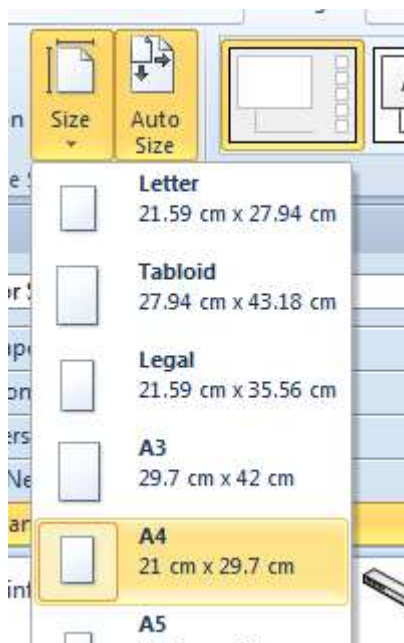 Size
Auto
Size
Letter
21.59 cm x 27.94 cm
Tabloid
27.94 cm x 43.18 cm
Legal
21.59 cm x 35.56 cm
A3
29.7 cm x 42 cm
A4
21 cm x 29.7 cm
A5